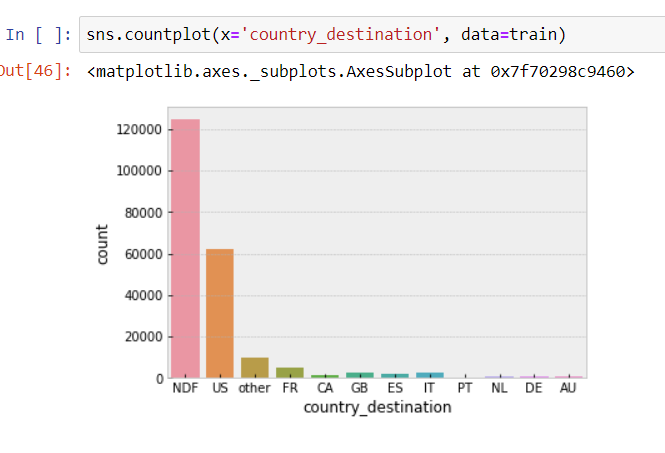 In [ ]: sns.countplot(x='country_destination', data=train)
Out[46]: <matplotlib.axes._subplots.AxesSubplot at 0x7f70298c9460>
120000
100000
80000
60000
40000
20000
0
count
NDF US other FR CA GB ES IT PT NL DE AU
country_destination